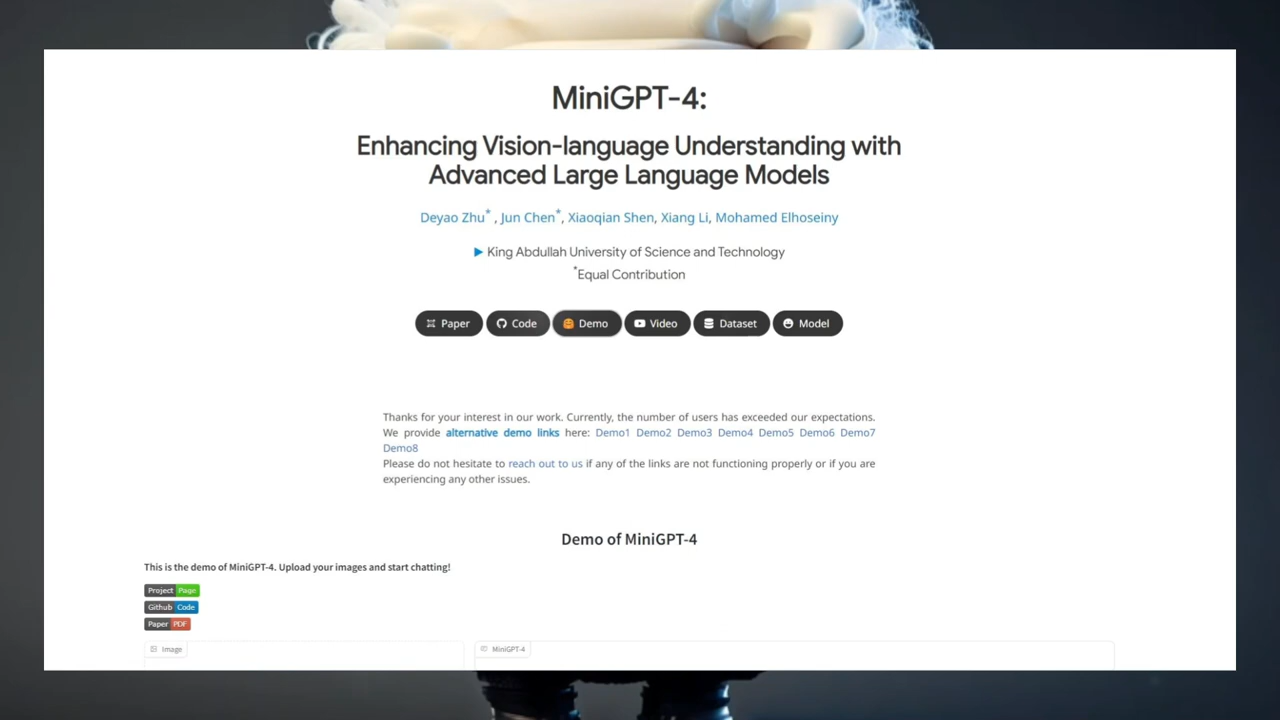 MiniGPT-4:
Enhancing Vision-language Understanding with
Advanced Large Language Models
Deyao Zhu* , Jun Chen*, Xiaoqian Shen, Xiang Li, Mohamed Elhoseiny
▶ King Abdullah University of Science and Technology
*Equal Contribution
Paper Code Demo Video Dataset Model
Thanks for your interest in our work. Currently, the number of users has exceeded our expectations.
We provide alternative demo links here: Demo1 Demo2 Demo3 Demo4 Demo5 Demo6 Demo7
Demo8
Please do not hesitate to reach out to us if any of the links are not functioning properly or if you are
experiencing any other issues.
Demo of MiniGPT-4
This is the demo of MiniGPT-4. Upload your images and start chatting!
Project Page
Github Code
Paper PDF
Image MiniGPT-4